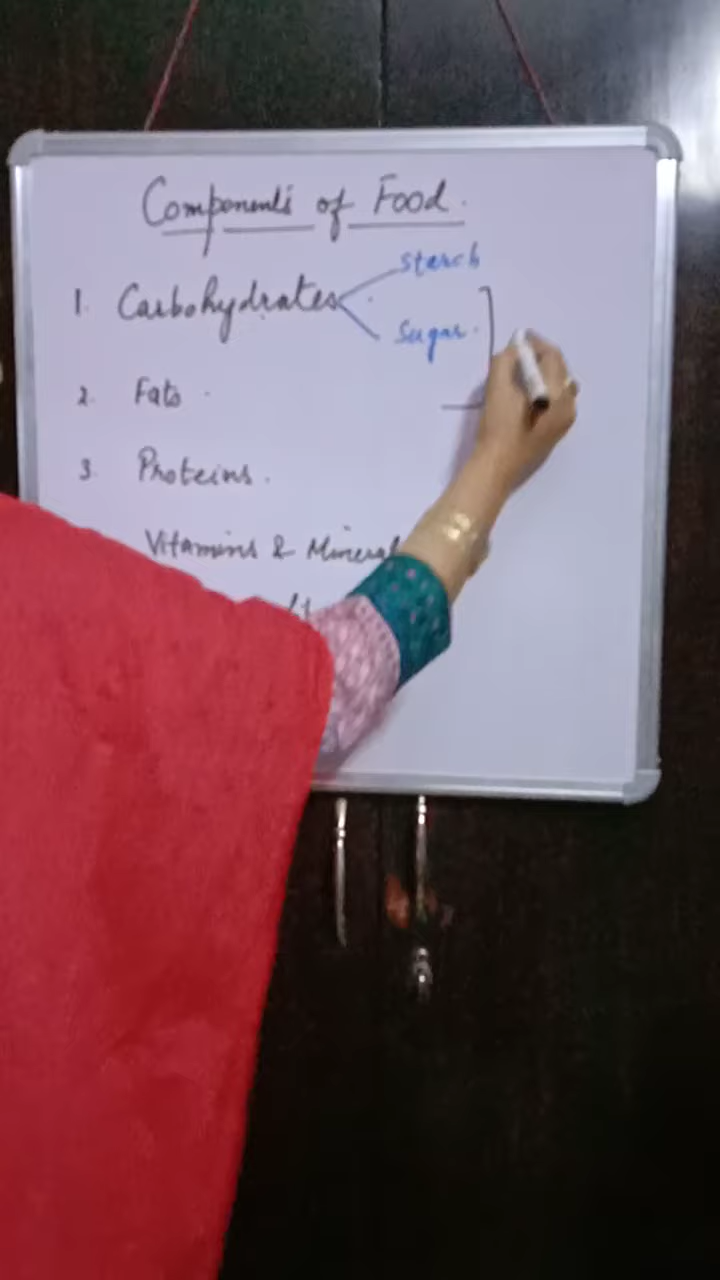 Components of Food.
1. Carbohydrates
starch
Sugar.
2. Fats
3. Proteins.
Vitamins & Mineral